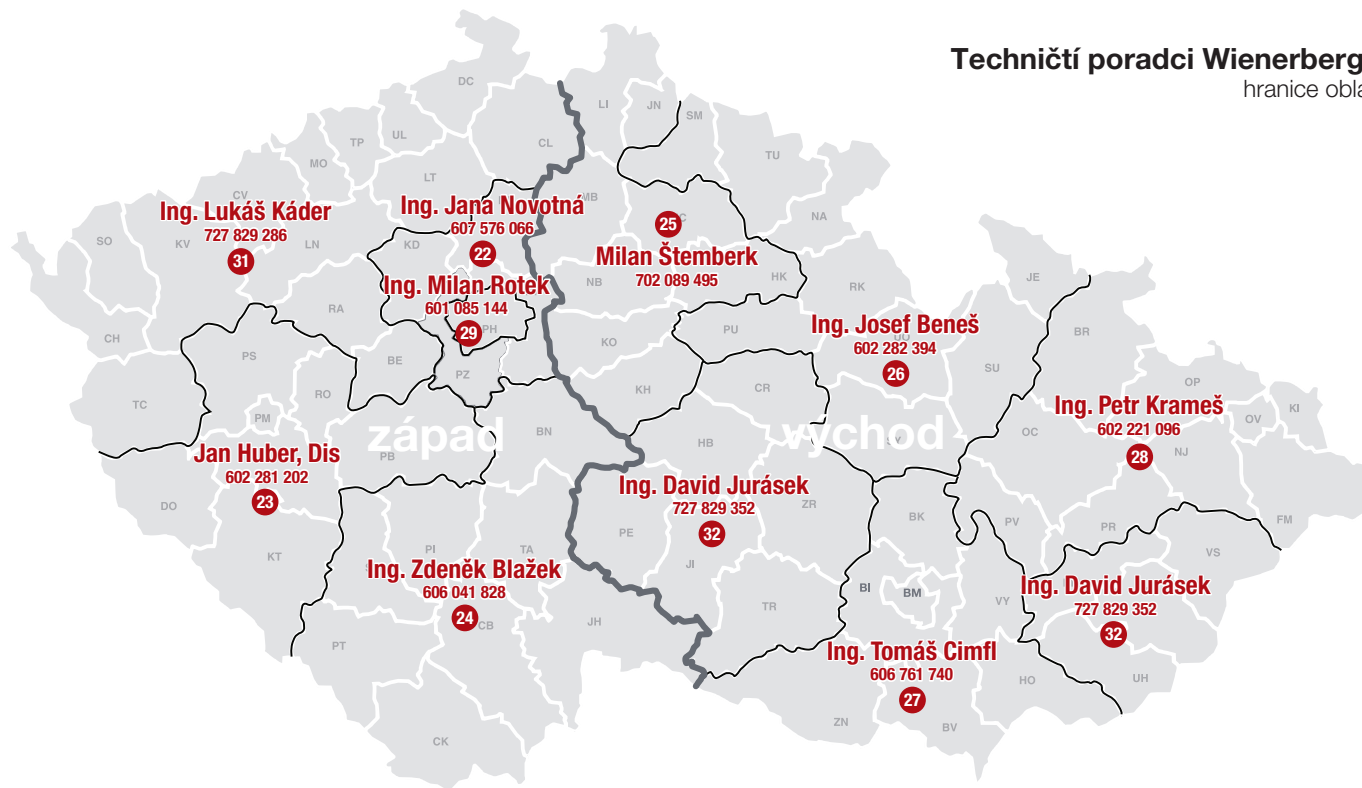 Techničtí poradci Wienerberg
hranice obla
DC
LI
JN
SM
CL
TU
UL
TP
MO
LT
CV
MB
NA
SO
KV
LN
KD
Ing. Lukáš Káder
727 829 286
31
Ing. Jana Novotná
607 576 066
22
25
Milan Štemberk
702 089 495
Ing. Milan Rotek
601 085 144
29
PH
NB
HK
RK
JE
RA
CH
PS
BE
PZ
KO
PU
Ing. Josef Beneš
602 282 394
26
SU
BR
TC
RO
PM
KH
CR
OP
OV
KI
západ
východ
PB
BN
HB
SY
OC
Ing. Petr Krameš
602 221 096
28
NJ
Jan Huber, Dis
602 281 202
23
DO
KT
Ing. David Jurásek
727 829 352
32
PE
JI
ZR
BK
PV
PR
FM
VS
PI
TA
Ing. Zdeněk Blažek
606 041 828
24
CB
JH
TR
BI
BM
VY
Ing. David Jurásek
727 829 352
32
UH
PT
CK
Ing. Tomáš Cimfl
606 761 740
27
ZN
BV
HO